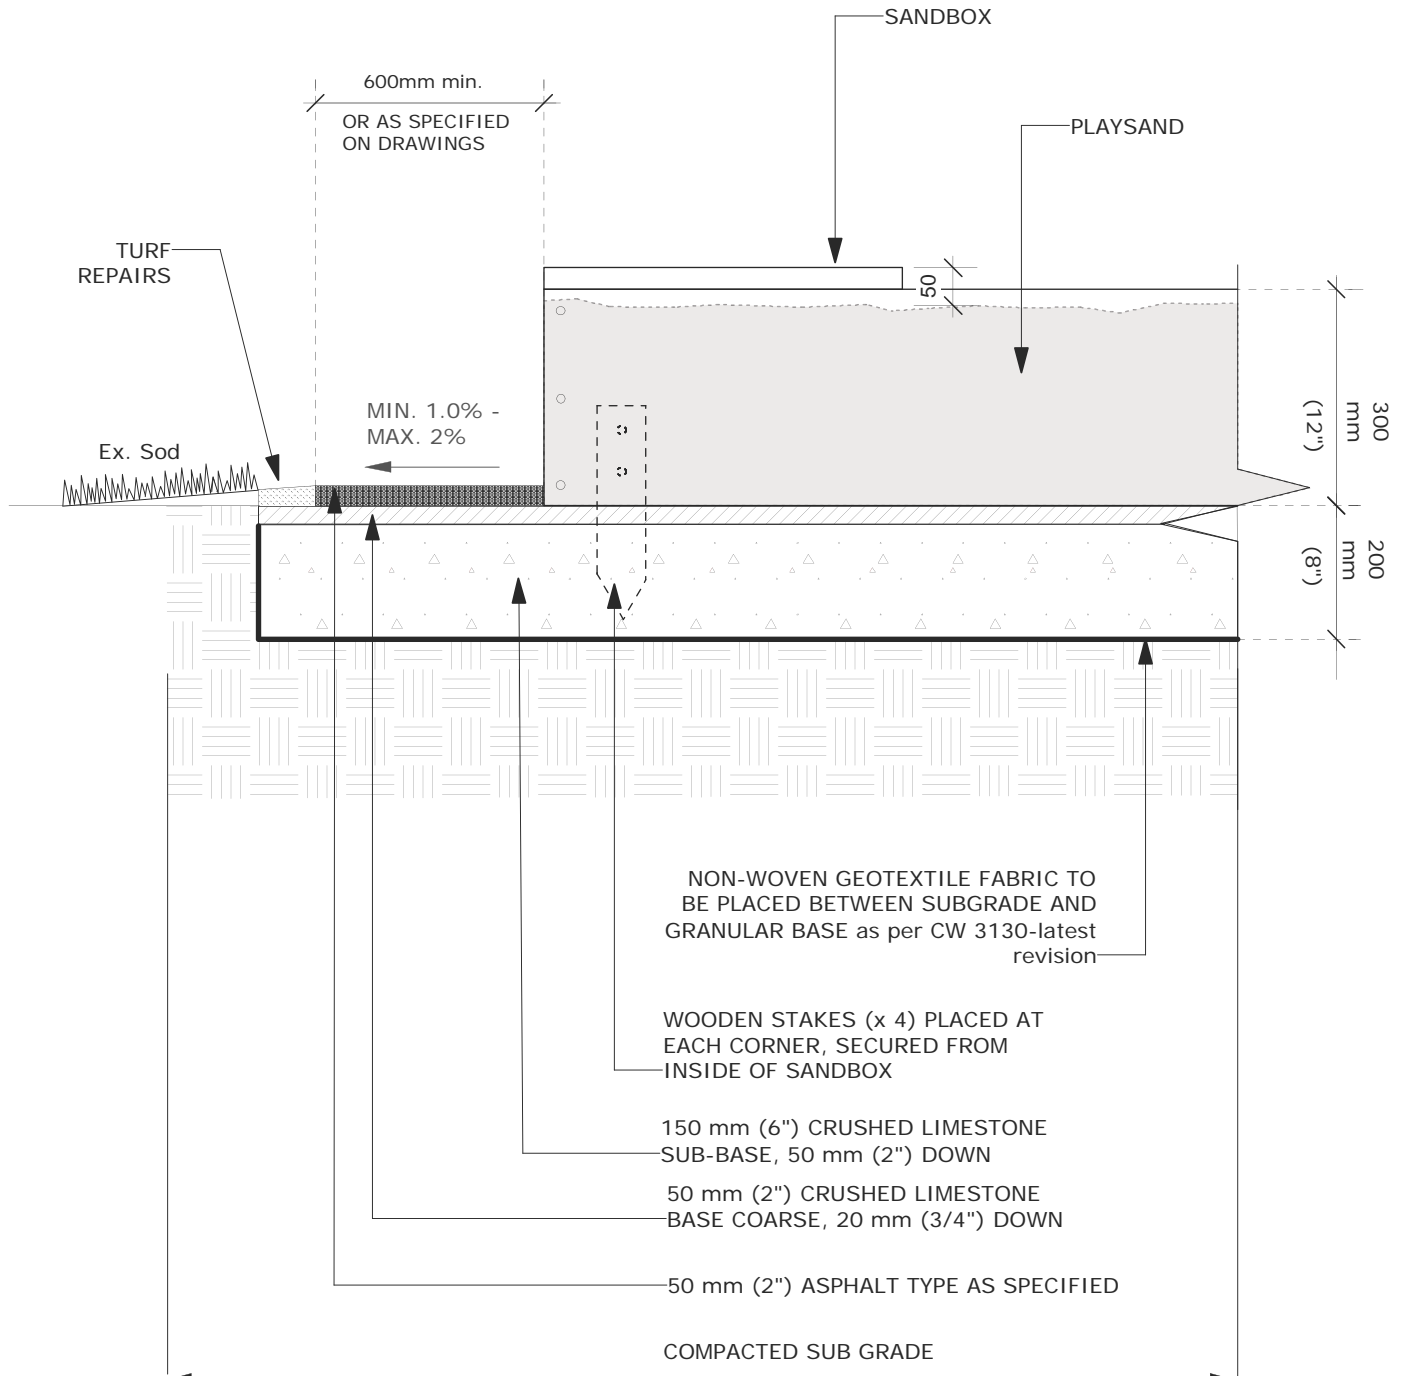 SANDBOX
600mm min.
OR AS SPECIFIED
ON DRAWINGS
PLAYSAND
TURF
REPAIRS
50
MIN. 1.0% -
MAX. 2%
Ex. Sod
300
mm
(12")
200
mm
(8")
NON-WOVEN GEOTEXTILE FABRIC TO
BE PLACED BETWEEN SUBGRADE AND
GRANULAR BASE as per CW 3130-latest
revision
WOODEN STAKES (x 4) PLACED AT
EACH CORNER, SECURED FROM
INSIDE OF SANDBOX
150 mm (6") CRUSHED LIMESTONE
SUB-BASE, 50 mm (2") DOWN
50 mm (2") CRUSHED LIMESTONE
BASE COARSE, 20 mm (3/4") DOWN
50 mm (2") ASPHALT TYPE AS SPECIFIED
COMPACTED SUB GRADE